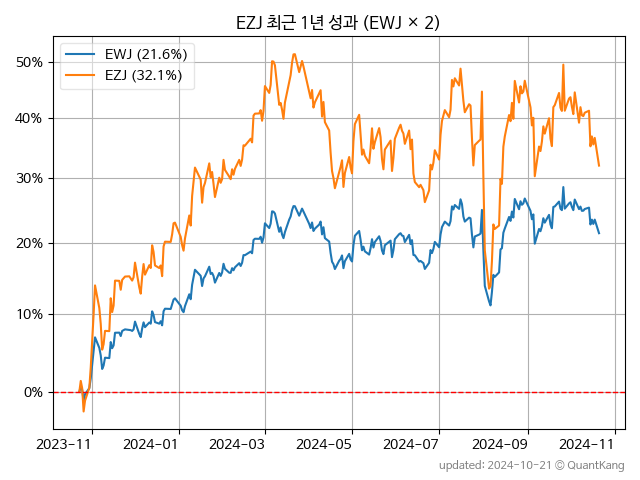 EZJ 최근 1년 성과 (EWJ × 2)
EWJ (21.6%)
EZJ (32.1%)
50%
40%
30%
20%
10%
0%
2023-11 2024-01 2024-03 2024-05 2024-07 2024-09 2024-11
updated: 2024-10-21 © QuantKang